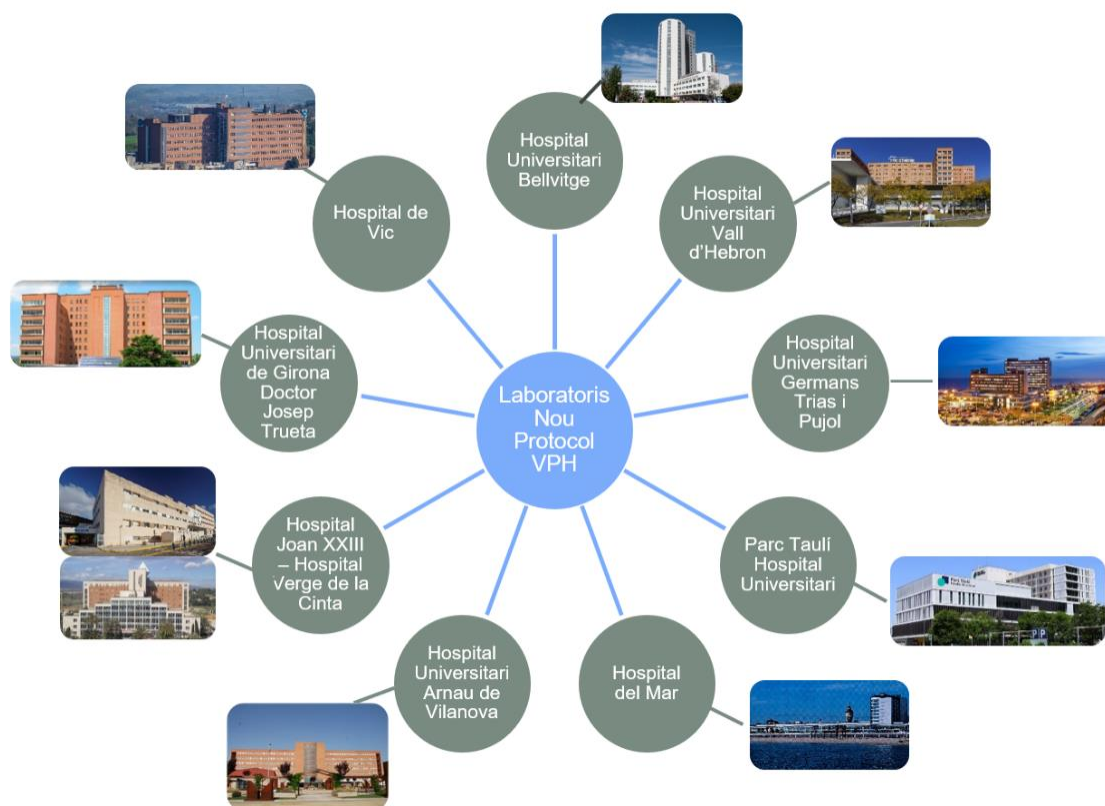 Laboratoris
Nou
Protocol
VPH
Hospital
Universitari
Bellvitge
Hospital
Universitari
Vall
d'Hebron
Hospital
Universitari
Germans
Trias i
Pujol
Parc Taulí
Hospital
Universitari
Hospital
del Mar
Hospital
Universitari
Arnau de
Vilanova
Hospital
Joan XXIII
– Hospital
Verge de la
Cinta
Hospital
Universitari
de Girona
Doctor
Josep
Trueta
Hospital de
Vic